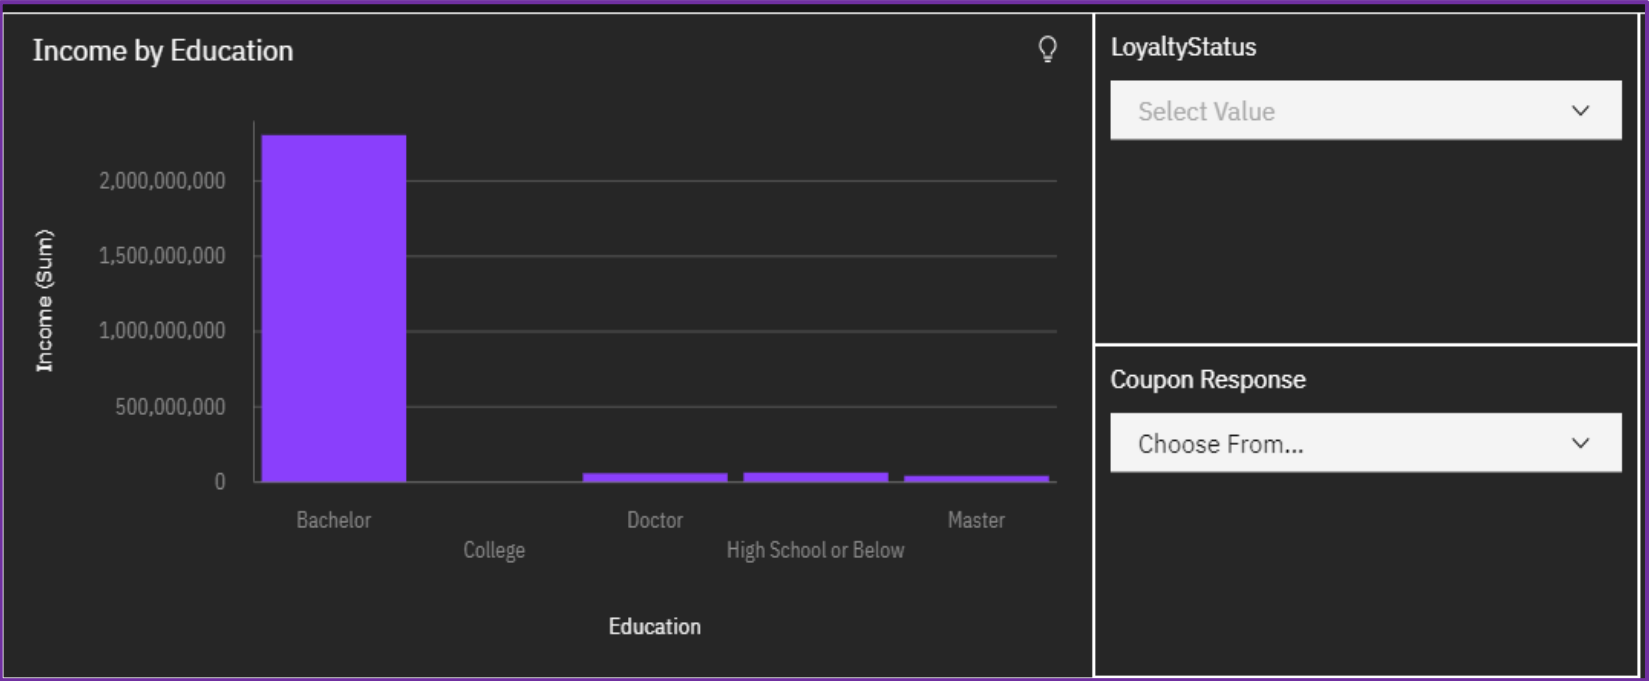 Income by Education
Income (Sum)
2,000,000,000
1,500,000,000
1,000,000,000
500,000,000
0
Bachelor
College
Doctor
High School or Below
Master
Education
LoyaltyStatus
Select Value
Coupon Response
Choose From...